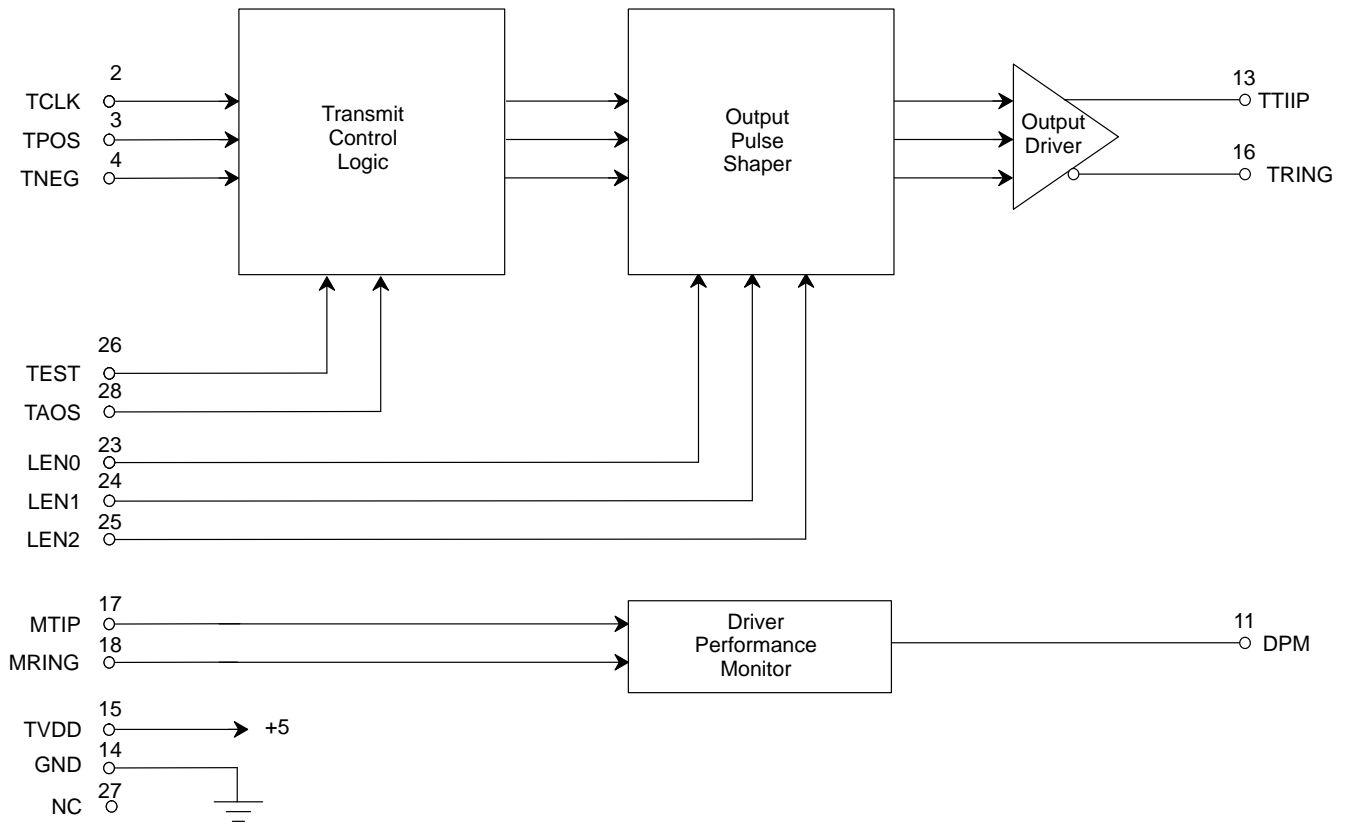 2
TCLK
3
TPOS
4
TNEG
Transmit
Control
Logic
Output
Pulse
Shaper
Output
Driver
13
TTIIP
16
TRING
26
TEST
28
TAOS
23
LEN0
24
LEN1
25
LEN2
17
MTIP
18
MRING
Driver
Performance
Monitor
11
DPM
15
TVDD
+5
14
GND
27
NC